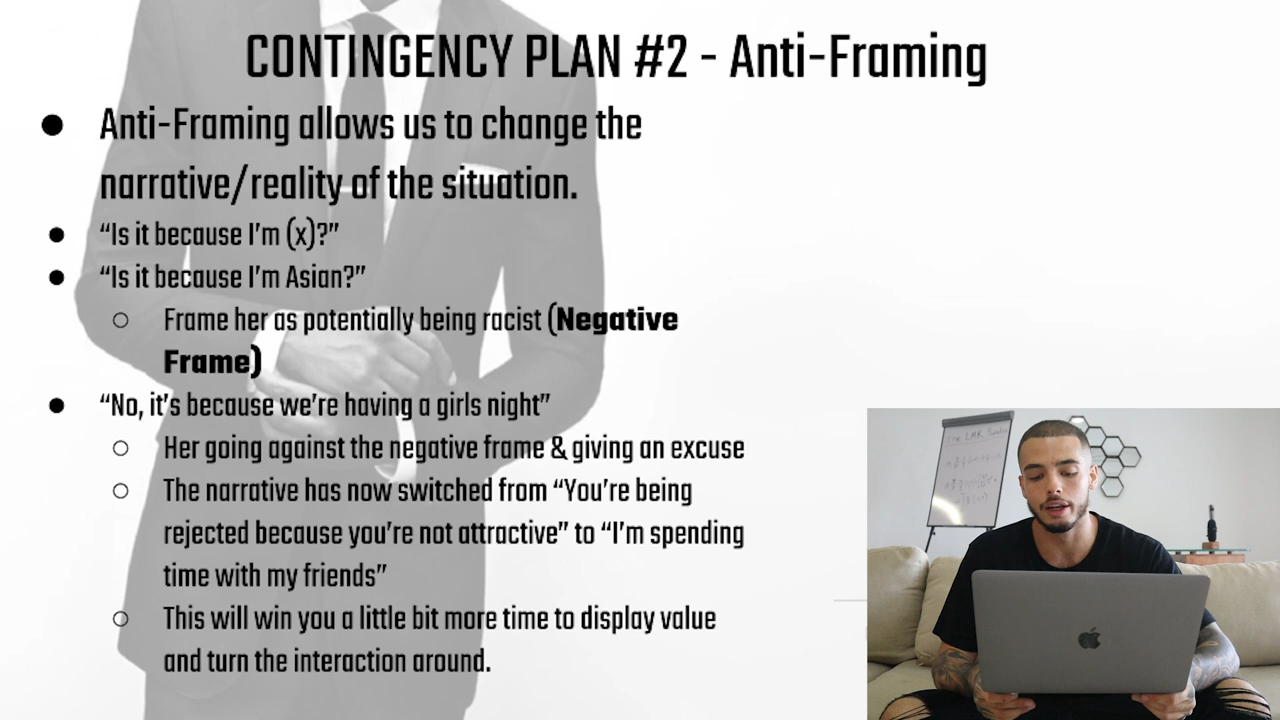 CONTINGENCY PLAN #2 - Anti-Framing
● Anti-Framing allows us to change the
narrative/reality of the situation.
● “Is it because I’m (x)?”
● “Is it because I’m Asian?”
○ Frame her as potentially being racist (Negative
Frame)
● “No, it’s because we’re having a girls night”
○ Her going against the negative frame & giving an excuse
○ The narrative has now switched from “You’re being
rejected because you’re not attractive” to “I’m spending
time with my friends”
○ This will win you a little bit more time to display value
and turn the interaction around.